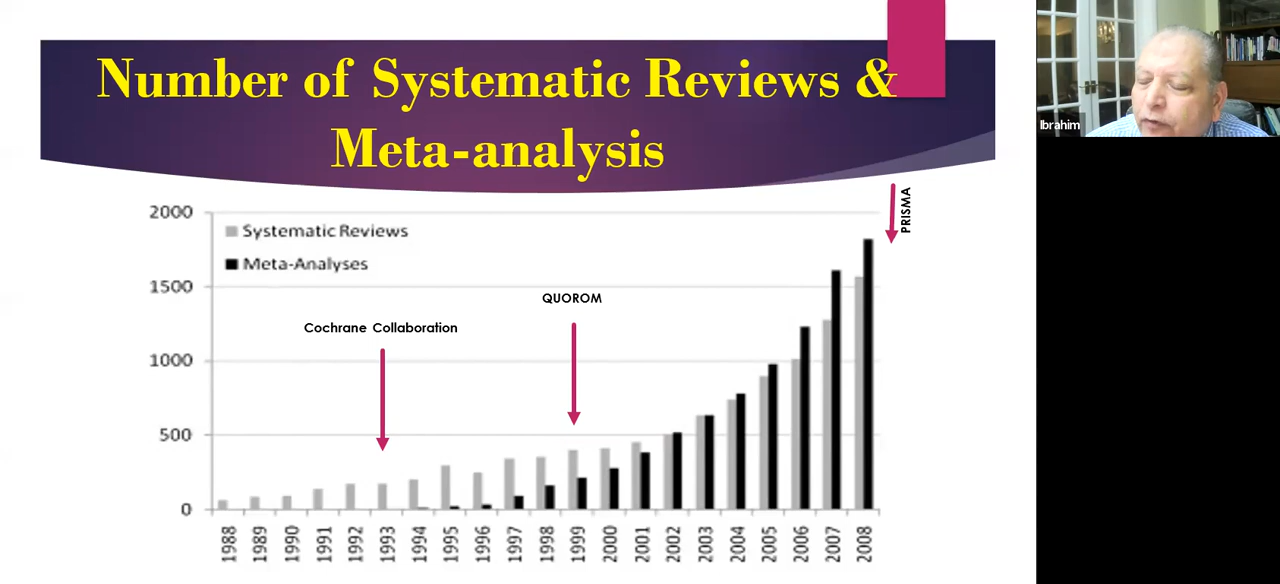 Number of Systematic Reviews &
Meta-analysis
Ibrahim
PRISMA
2000
Systematic Reviews
Meta-Analyses
1500
QUOROM
Cochrane Collaboration
1000
500
0
1988 1989 1990 1991 1992 1993 1994 1995 1996 1997 1998 1999 2000 2001 2002 2003 2004 2005 2006 2007 2008